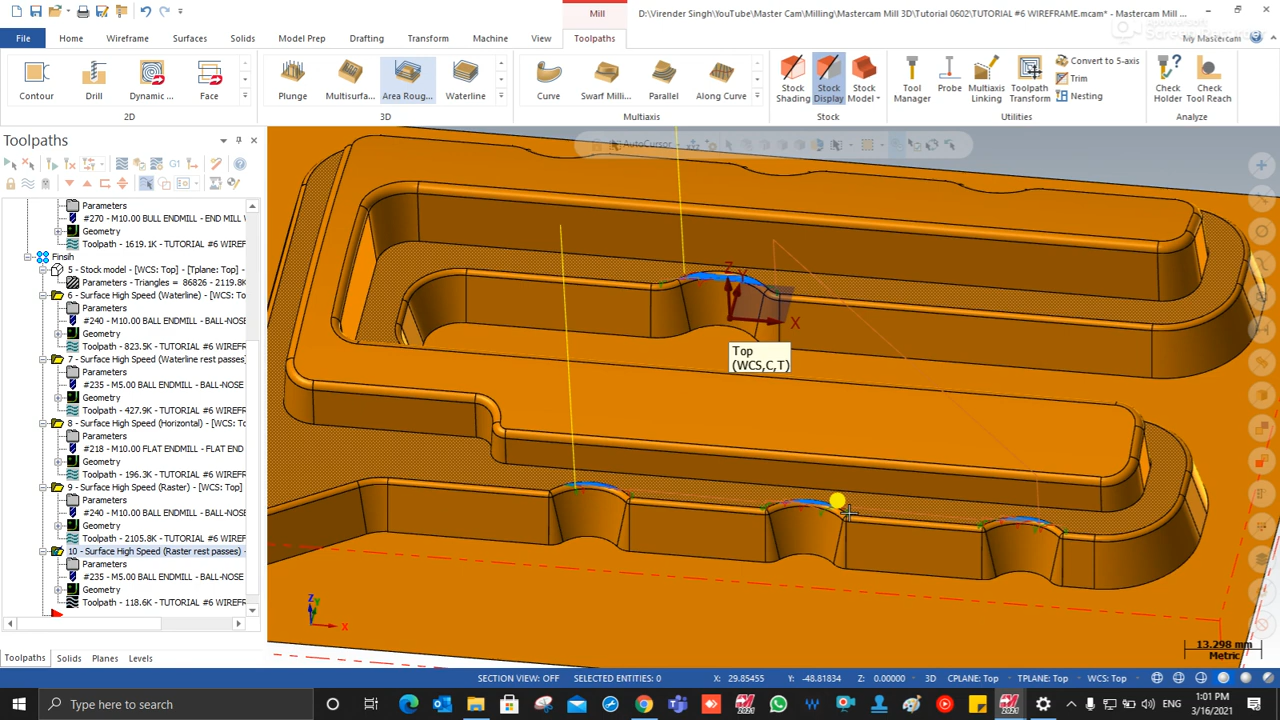 Mill
D:\Virender Singh\YouTube\Master Cam\Milling\Mastercam Mill 3D\Tutorial 0602\TUTORIAL #6 WIREFRAME.mcam* - Mastercam Mill ...
File Home Wireframe Surfaces Solids Model Prep Drafting Transform Machine View Toolpaths My Mastercam
Contour Drill Dynamic ... Face
Plunge Multisurfa... Area Roug... Waterline
Curve Swarf Milli... Parallel Along Curve
Stock Shading Stock Display Stock Model
Tool Manager Probe Multiaxis Linking Toolpath Transform
Convert to 5-axis
Trim
Nesting
Check Holder Check Tool Reach
2D 3D Multiaxis Stock Utilities Analyze
Toolpaths
AutoCursor
G1
Parameters
#270 - M10.00 BULL ENDMILL - END MILL W
Geometry
Toolpath - 1619.1K - TUTORIAL #6 WIREF
Finsih
5 - Stock model - [WCS: Top] - [Tplane: Top]
Parameters - Triangles = 86826 - 2119.8K
6 - Surface High Speed (Waterline) - [WCS:
Parameters
#240 - M10.00 BALL ENDMILL - BALL-NOS
Geometry
Toolpath - 823.5K - TUTORIAL #6 WIREFR
7 - Surface High Speed (Waterline rest passes)
Parameters
#235 - M5.00 BALL ENDMILL - BALL-NOSE
Geometry
Toolpath - 427.9K - TUTORIAL #6 WIREFR
8 - Surface High Speed (Horizontal) - [WCS: To
Parameters
#218 - M10.00 FLAT ENDMILL - FLAT END
Geometry
Toolpath - 196.3K - TUTORIAL #6 WIREFR
9 - Surface High Speed (Raster) - [WCS: Top]
Parameters
#240 - M10.00 BALL ENDMILL - BALL-NOS
Geometry
Toolpath - 2105.8K - TUTORIAL #6 WIREF
10 - Surface High Speed (Raster rest passes) -
Parameters
#235 - M5.00 BALL ENDMILL - BALL-NOSE
Geometry
Toolpath - 118.6K - TUTORIAL #6 WIREFR
Z Y X
Top
(WCS,C,T)
Z Y X
13.298 mm
Metric
Toolpaths Solids Planes Levels
SECTION VIEW: OFF SELECTED ENTITIES: 0 X: 29.85455 Y: -48.81834 Z: 0.00000 3D CPLANE: Top TPLANE: Top WCS: Top
Type here to search
ENG
1:01 PM
3/16/2021